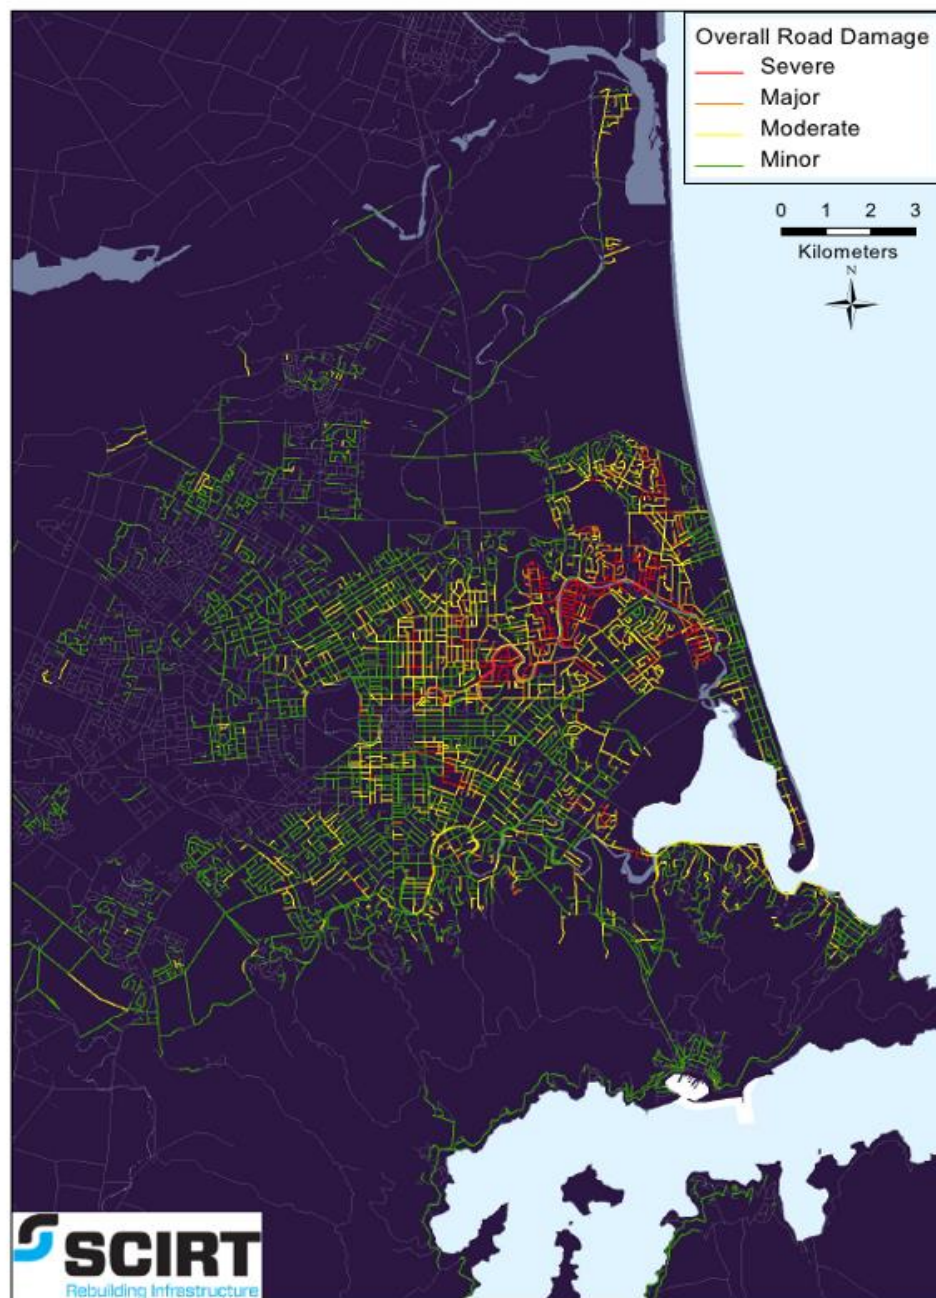 Overall Road Damage
Severe
Major
Moderate
Minor
0 1 2 3
Kilometers
N
SCIRT
Rebuilding Infrastructure